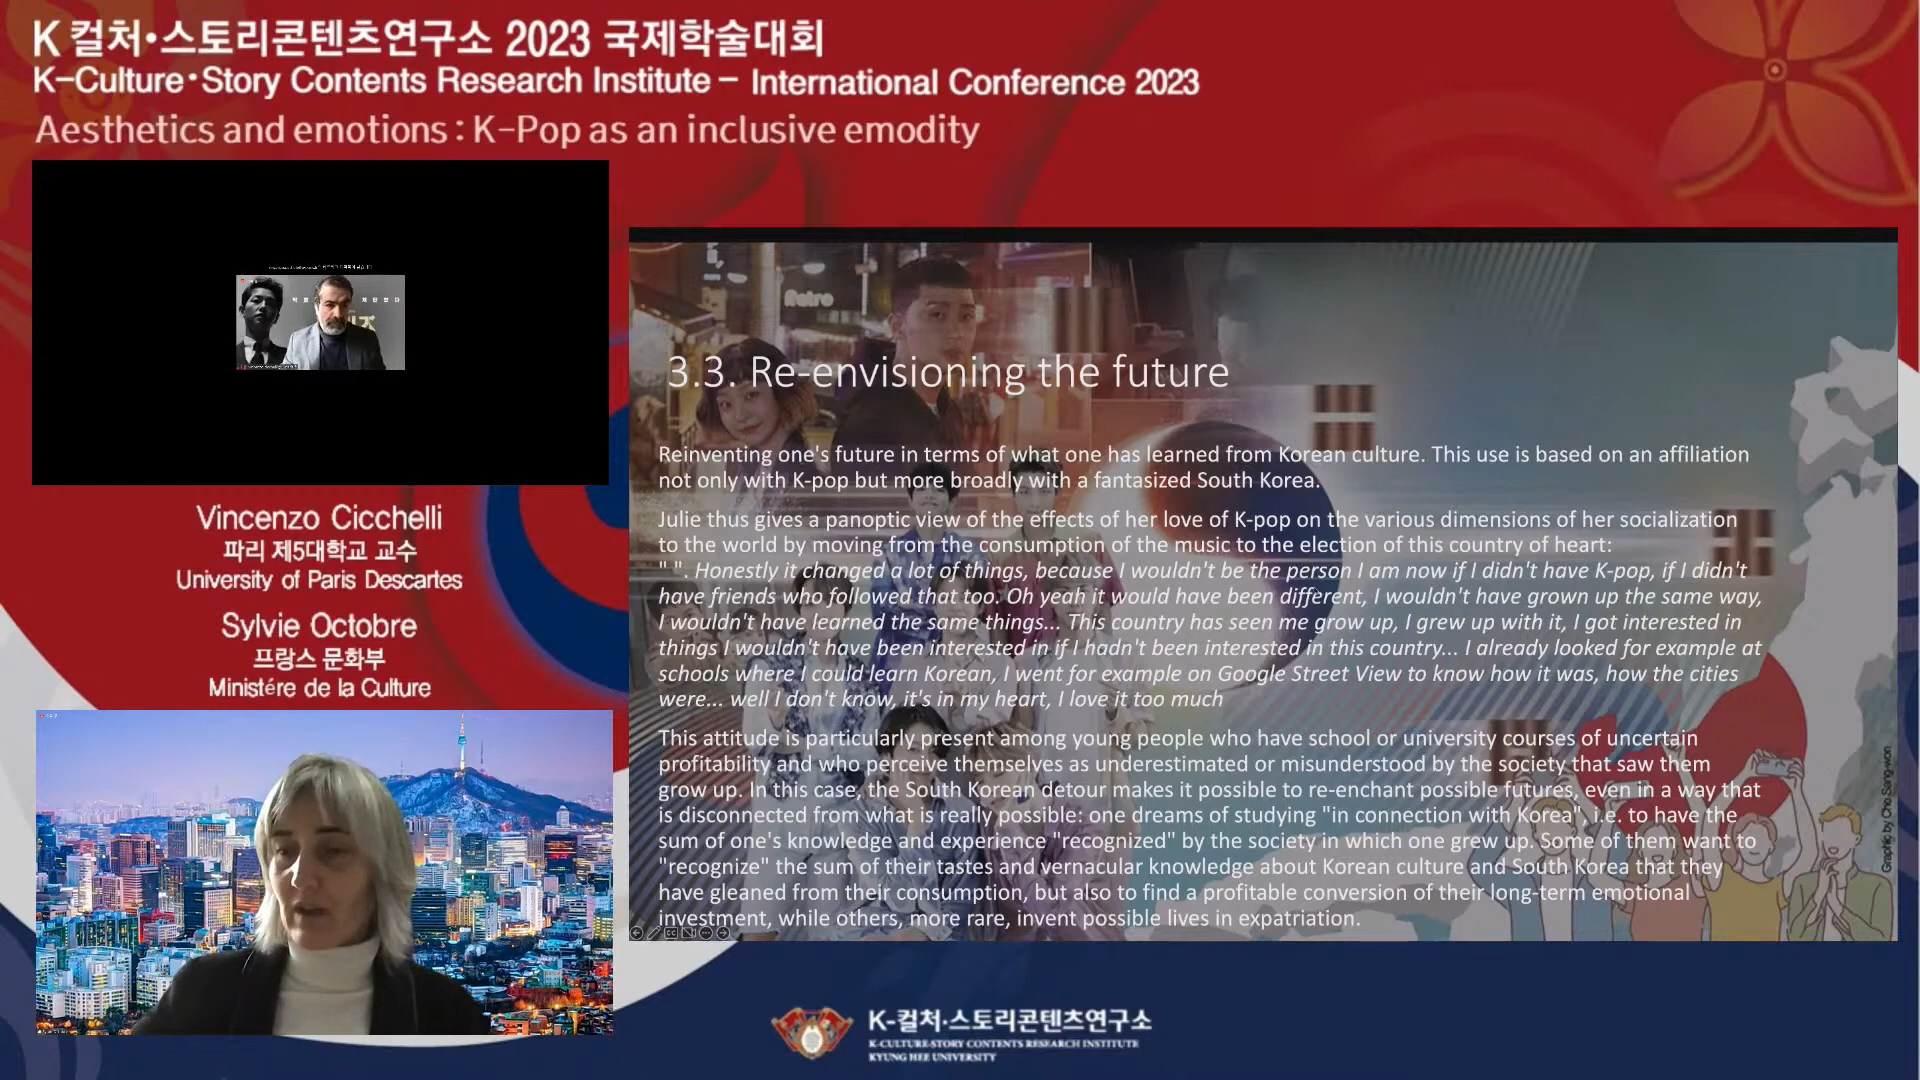 K 컬처•스토리콘텐츠연구소 2023 국제학술대회
K-Culture•Story Contents Research Institute - International Conference 2023
Aesthetics and emotions : K-Pop as an inclusive emodity
Vincenzo Cicchelli
파리 제5대학교 교수
University of Paris Descartes
Sylvie Octobre
프랑스 문화부
Ministére de la Culture
3.3. Re-envisioning the future
Reinventing one's future in terms of what one has learned from Korean culture. This use is based on an affiliation
not only with K-pop but more broadly with a fantasized South Korea.
Julie thus gives a panoptic view of the effects of her love of K-pop on the various dimensions of her socialization
to the world by moving from the consumption of the music to the election of this country of heart:
" ". Honestly it changed a lot of things, because I wouldn't be the person I am now if I didn't have K-pop, if I didn't
have friends who followed that too. Oh yeah it would have been different, I wouldn't have grown up the same way,
I wouldn't have learned the same things... This country has seen me grow up, I grew up with it, I got interested in
things I wouldn't have been interested in if I hadn't been interested in this country... I already looked for example at
schools where I could learn Korean, I went for example on Google Street View to know how it was, how the cities
were... well I don't know, it's in my heart, I love it too much
This attitude is particularly present among young people who have school or university courses of uncertain
profitability and who perceive themselves as underestimated or misunderstood by the society that saw them
grow up. In this case, the South Korean detour makes it possible to re-enchant possible futures, even in a way that
is disconnected from what is really possible: one dreams of studying "in connection with Korea", i.e. to have the
sum of one's knowledge and experience "recognized" by the society in which one grew up. Some of them want to
"recognize" the sum of their tastes and vernacular knowledge about Korean culture and South Korea that they
have gleaned from their consumption, but also to find a profitable conversion of their long-term emotional
investment, while others, more rare, invent possible lives in expatriation.
Graphic by Cho Sang-won
K-컬처•스토리콘텐츠연구소
K-CULTURE•STORY CONTENTS RESEARCH INSTITUTE
KYUNG HEE UNIVERSITY